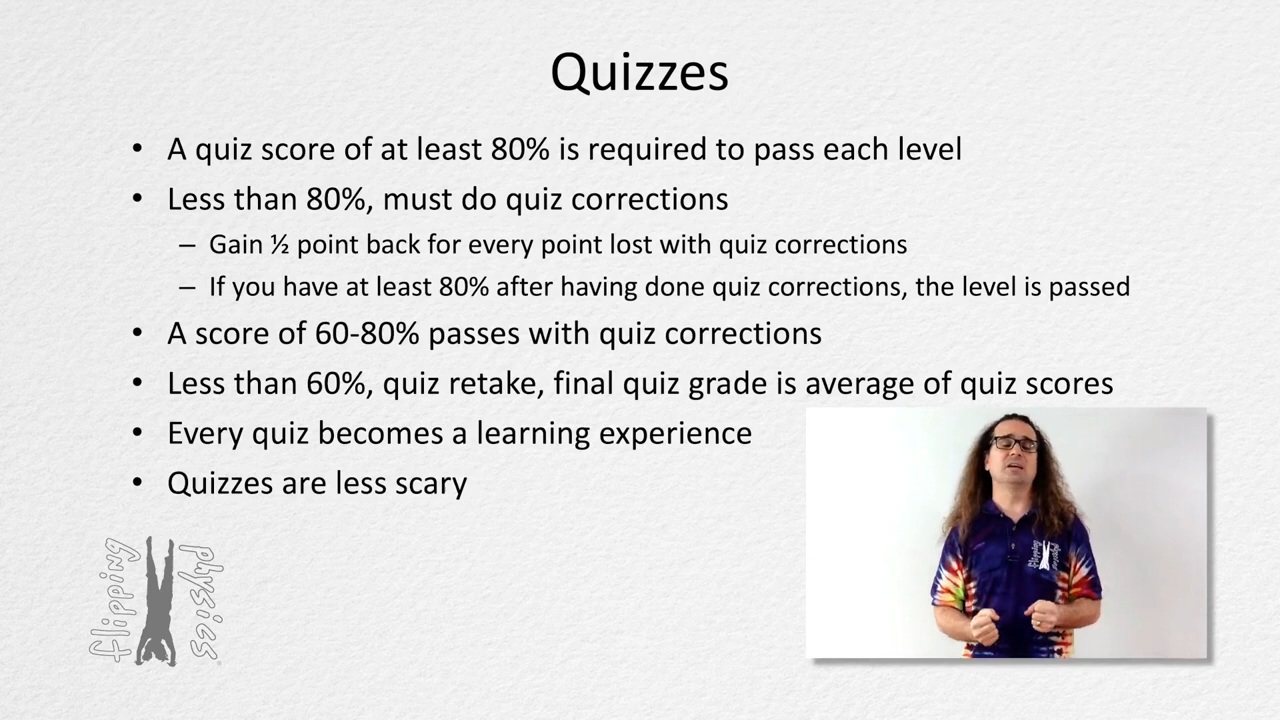 Quizzes
• A quiz score of at least 80% is required to pass each level
• Less than 80%, must do quiz corrections
– Gain ½ point back for every point lost with quiz corrections
– If you have at least 80% after having done quiz corrections, the level is passed
• A score of 60-80% passes with quiz corrections
• Less than 60%, quiz retake, final quiz grade is average of quiz scores
• Every quiz becomes a learning experience
• Quizzes are less scary
flipping
physics
flipping
physics